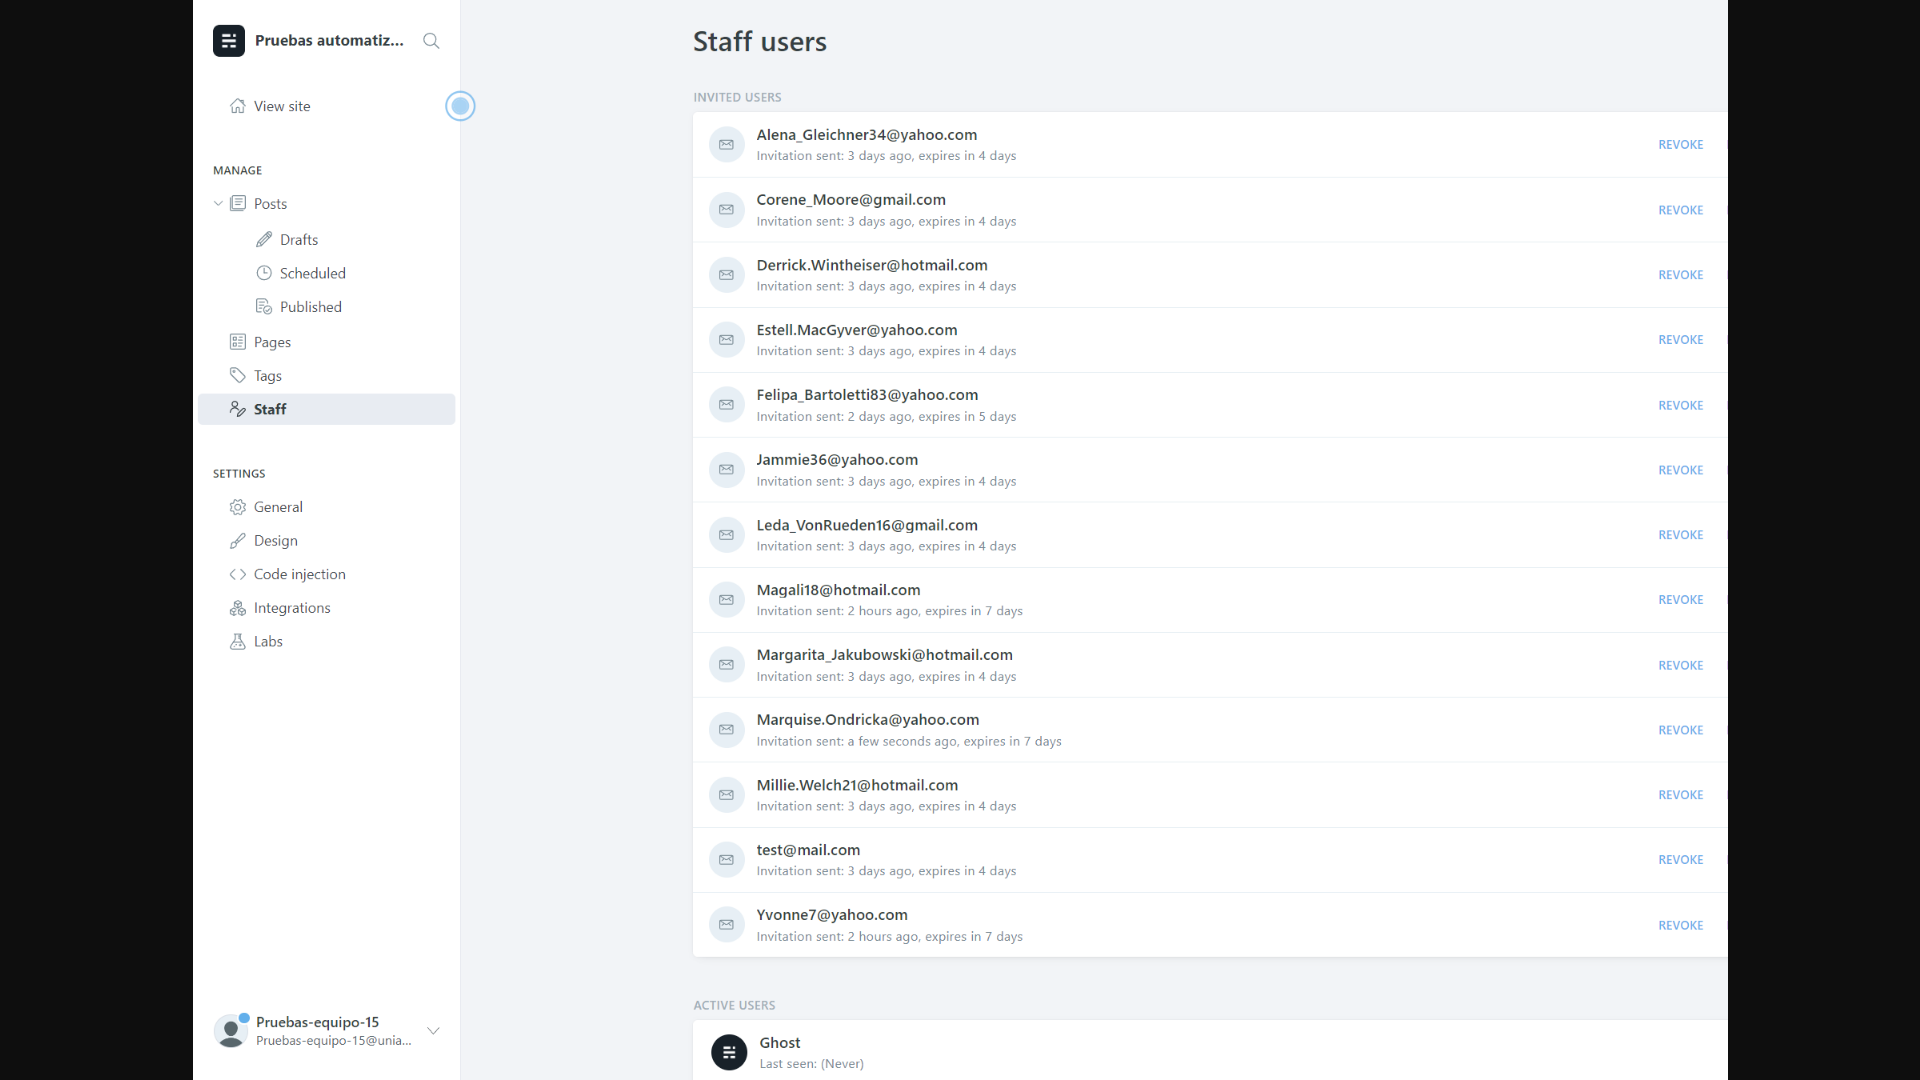 Pruebas automatiz...
View site
MANAGE
Posts
Drafts
Scheduled
Published
Pages
Tags
Staff
SETTINGS
General
Design
Code injection
Integrations
Labs
Pruebas-equipo-15
Pruebas-equipo-15@unia...
Staff users
INVITED USERS
Alena_Gleichner34@yahoo.com
Invitation sent: 3 days ago, expires in 4 days
REVOKE
Corene_Moore@gmail.com
Invitation sent: 3 days ago, expires in 4 days
REVOKE
Derrick.Wintheiser@hotmail.com
Invitation sent: 3 days ago, expires in 4 days
REVOKE
Estell.MacGyver@yahoo.com
Invitation sent: 3 days ago, expires in 4 days
REVOKE
Felipa_Bartoletti83@yahoo.com
Invitation sent: 2 days ago, expires in 5 days
REVOKE
Jammie36@yahoo.com
Invitation sent: 3 days ago, expires in 4 days
REVOKE
Leda_VonRueden16@gmail.com
Invitation sent: 3 days ago, expires in 4 days
REVOKE
Magali18@hotmail.com
Invitation sent: 2 hours ago, expires in 7 days
REVOKE
Margarita_Jakubowski@hotmail.com
Invitation sent: 3 days ago, expires in 4 days
REVOKE
Marquise.Ondricka@yahoo.com
Invitation sent: a few seconds ago, expires in 7 days
REVOKE
Millie.Welch21@hotmail.com
Invitation sent: 3 days ago, expires in 4 days
REVOKE
test@mail.com
Invitation sent: 3 days ago, expires in 4 days
REVOKE
Yvonne7@yahoo.com
Invitation sent: 2 hours ago, expires in 7 days
REVOKE
ACTIVE USERS
Ghost
Last seen: (Never)